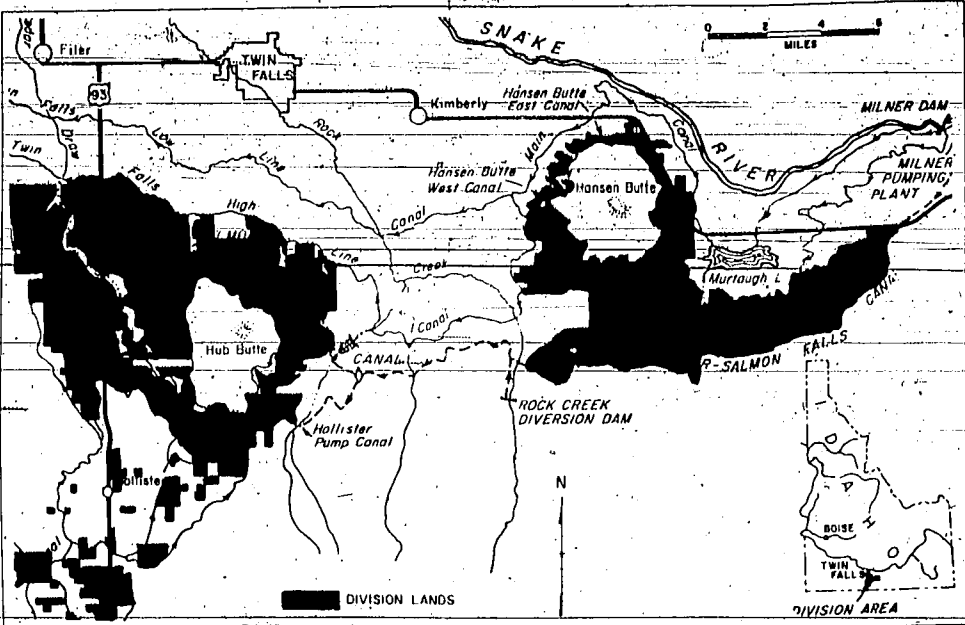 Filer
TWIN
FALLS
93
SNAKE
RIVER
0 2 4 6
MILES
Hansen Butte
East Canal
Kimberly
MILNER DAM
MILNER
PUMPING
PLANT
Falls Low Line
Draw
Twin
Falls
High
Line
Rock
Creek
Main
Canal
Canal
Hansen Butte
West Canal
Hansen Butte
Murtaugh L
Canal
Hub Butte
CANAL
R-SALMON FALLS
CANAL
ROCK CREEK
DIVERSION DAM
Hollister
Pump Canal
olliste
N
IDAHO
BOISE
TWIN
FALLS
DIVISION AREA
DIVISION LANDS